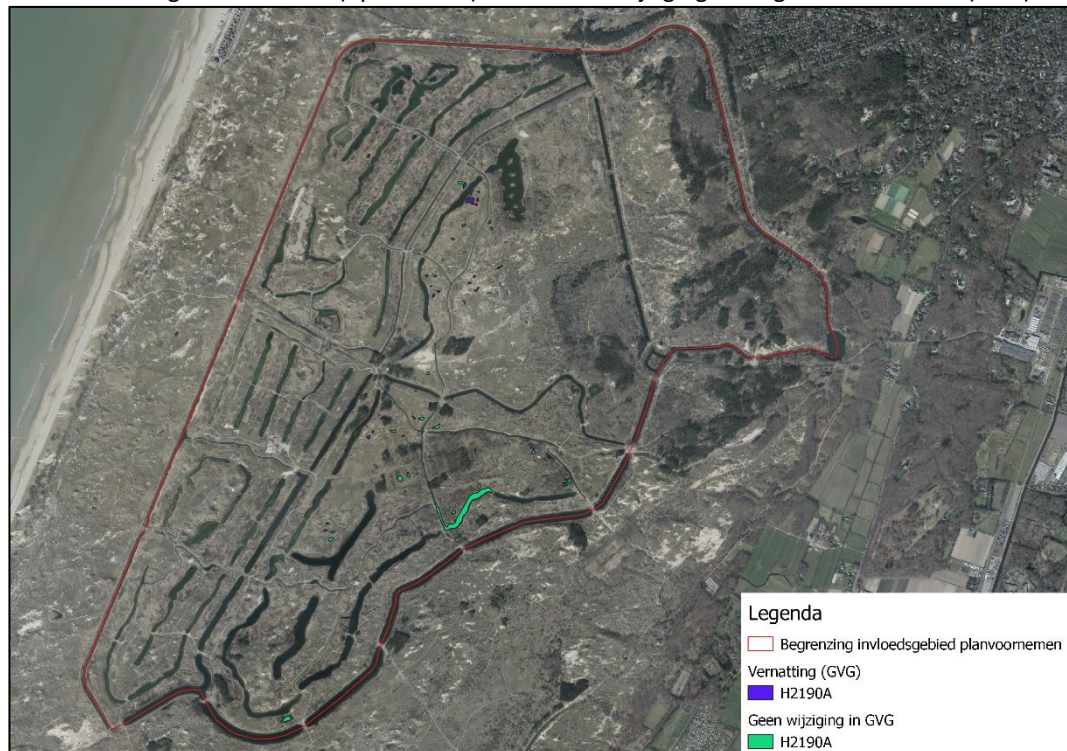 Legenda
Begrenzing invloedsgebied planvoornemen
Vernatting (GVG)
H2190A
Geen wijziging in GVG
H2190A